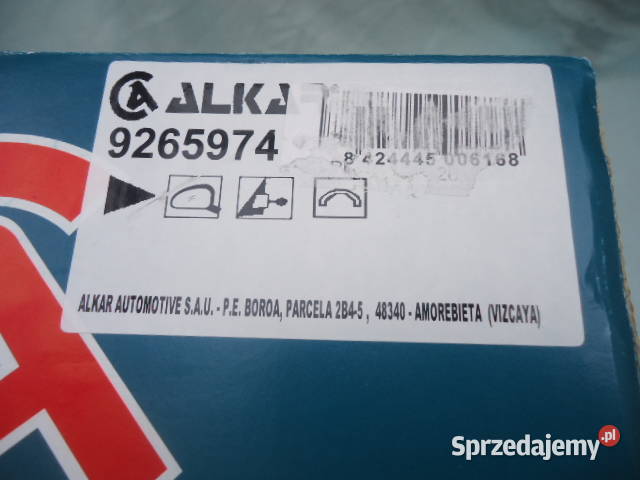 ALKAR
9265974
8 424445 006168
ALKAR AUTOMOTIVE S.A.U. - P.E. BOROA, PARCELA 2B4-5 , 48340 - AMOREBIETA (VIZCAYA)
Sprzedajemy.pl